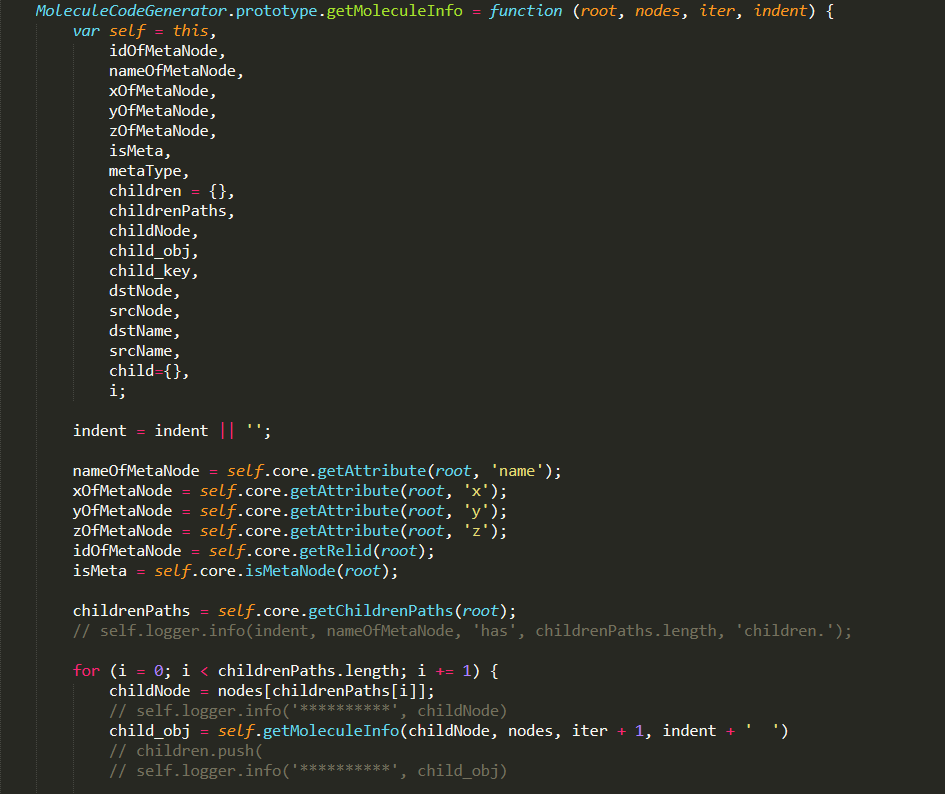 MoleculeCodeGenerator.prototype.getMoleculeInfo = function (root, nodes, iter, indent) {
    var self = this,
        idOfMetaNode,
        nameOfMetaNode,
        xOfMetaNode,
        yOfMetaNode,
        zOfMetaNode,
        isMeta,
        metaType,
        children = {},
        childrenPaths,
        childNode,
        child_obj,
        child_key,
        dstNode,
        srcNode,
        dstName,
        srcName,
        child={},
        i;

    indent = indent || '';

    nameOfMetaNode = self.core.getAttribute(root, 'name');
    xOfMetaNode = self.core.getAttribute(root, 'x');
    yOfMetaNode = self.core.getAttribute(root, 'y');
    zOfMetaNode = self.core.getAttribute(root, 'z');
    idOfMetaNode = self.core.getRelid(root);
    isMeta = self.core.isMetaNode(root);

    childrenPaths = self.core.getChildrenPaths(root);
    // self.logger.info(indent, nameOfMetaNode, 'has', childrenPaths.length, 'children.');

    for (i = 0; i < childrenPaths.length; i += 1) {
        childNode = nodes[childrenPaths[i]];
        // self.logger.info('**********', childNode)
        child_obj = self.getMoleculeInfo(childNode, nodes, iter + 1, indent + '  ')
        // children.push(
        // self.logger.info('**********', child_obj)